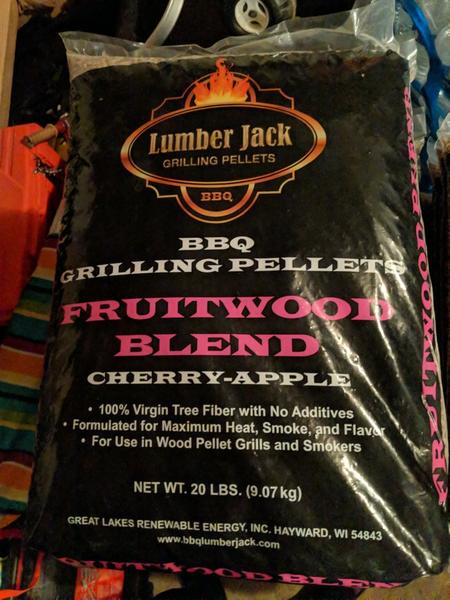 Lumber Jack
GRILLING PELLETS
BBQ
BBQ
GRILLING PELLETS
FRUITWOOD
BLEND
CHERRY-APPLE
• 100% Virgin Tree Fiber with No Additives
• Formulated for Maximum Heat, Smoke, and Flavor
• For Use in Wood Pellet Grills and Smokers
NET WT. 20 LBS. (9.07 kg)
GREAT LAKES RENEWABLE ENERGY, INC. HAYWARD, WI 54843
www.bbqlumberjack.com
FRUITWOOD BLEND
FRUITWOOD